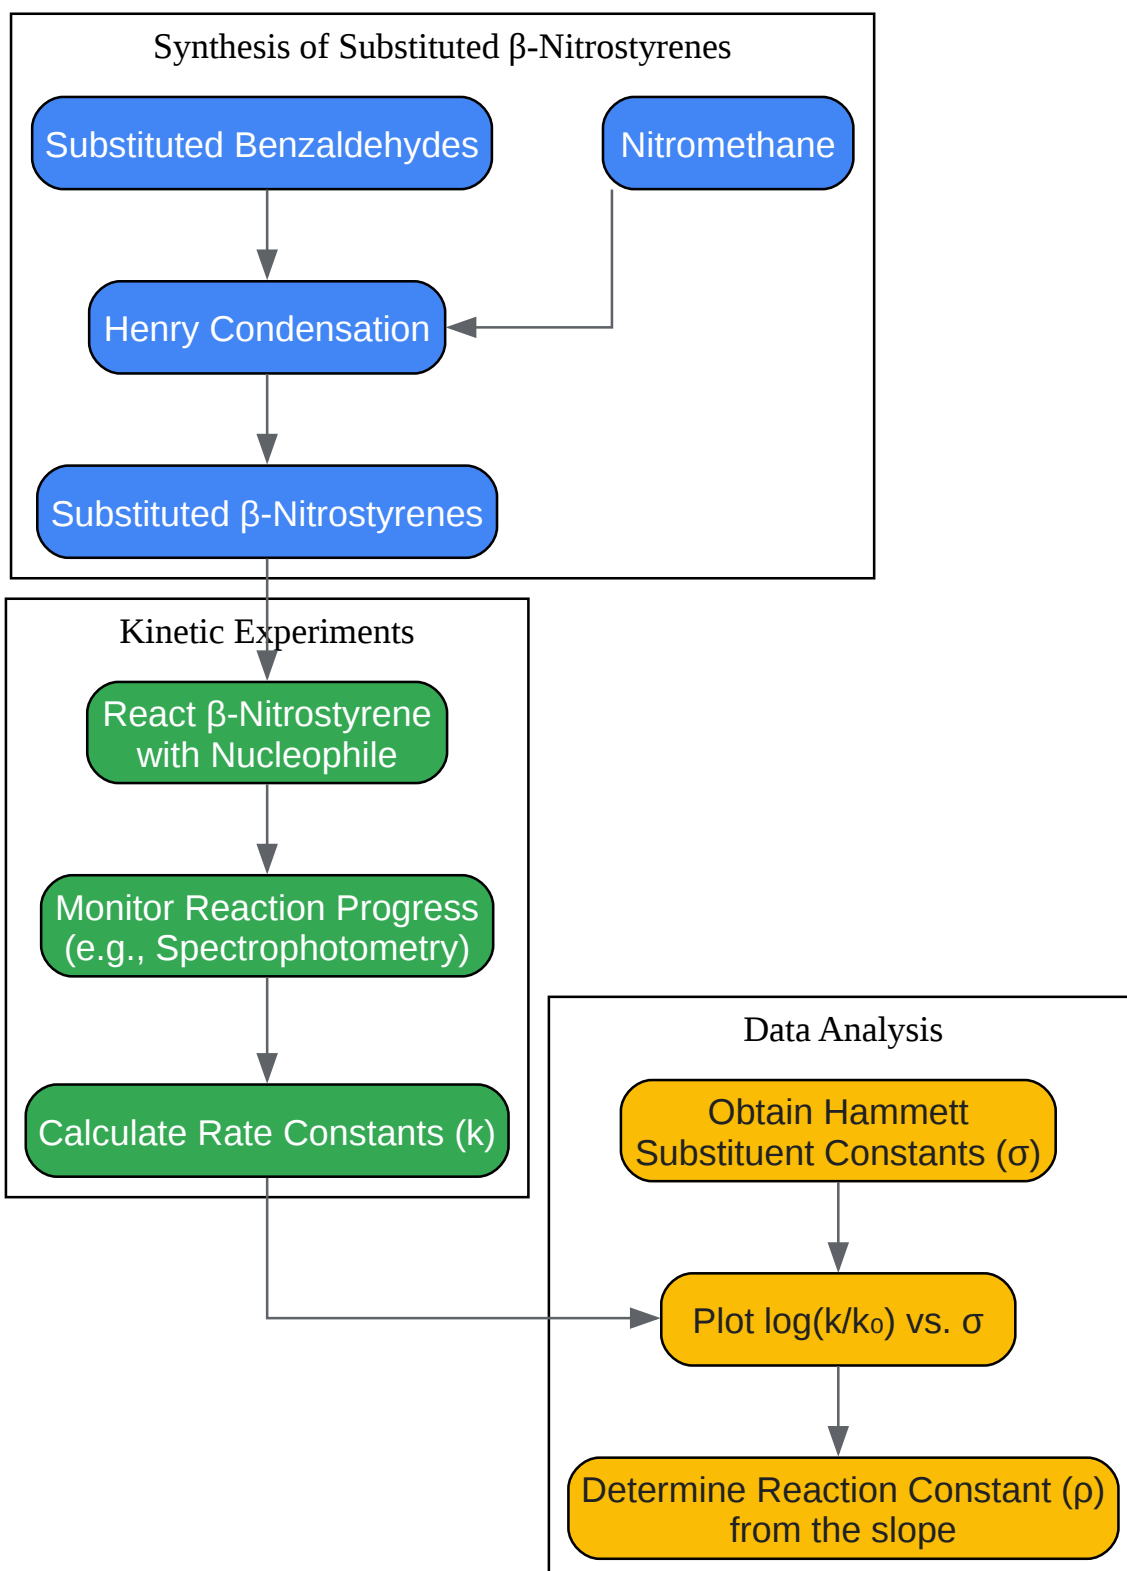 Synthesis of Substituted β-Nitrostyrenes
Substituted Benzaldehydes
Nitromethane
Henry Condensation
Substituted β-Nitrostyrenes
Kinetic Experiments
React β-Nitrostyrene
with Nucleophile
Monitor Reaction Progress
(e.g., Spectrophotometry)
Calculate Rate Constants (k)
Data Analysis
Obtain Hammett
Substituent Constants (σ)
Plot log(k/k₀) vs. σ
Determine Reaction Constant (ρ)
from the slope